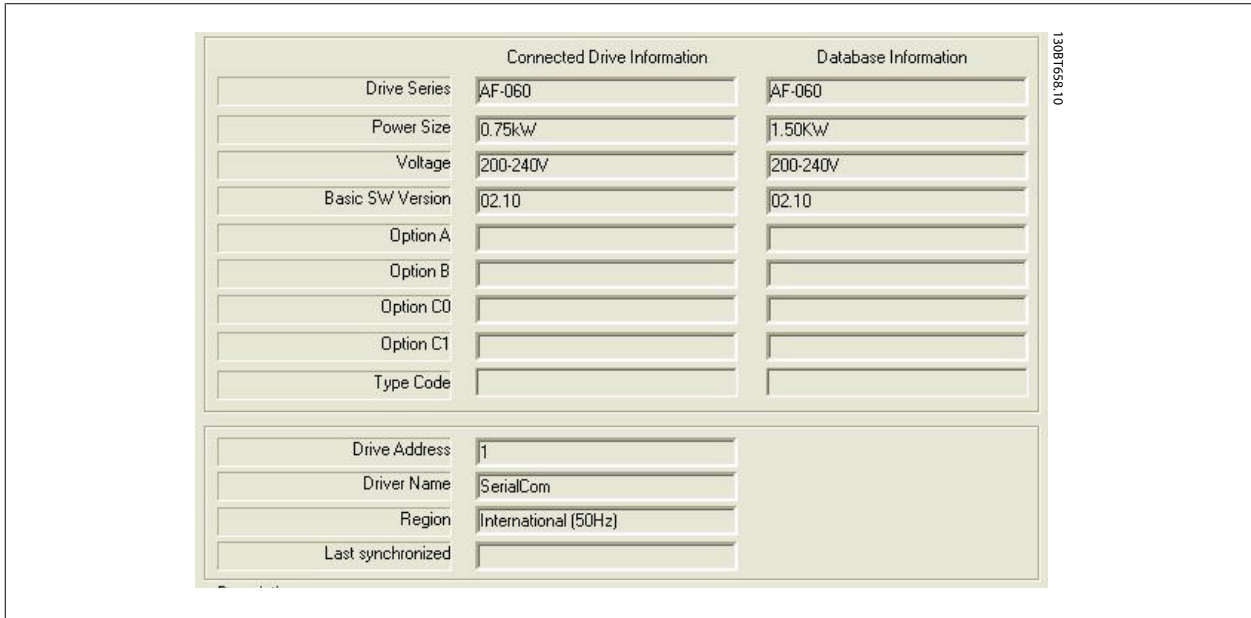 Connected Drive Information Database Information
Drive Series AF-060 AF-060
Power Size 0.75kW 1.50KW
Voltage 200-240V 200-240V
Basic SW Version 02.10 02.10
Option A
Option B
Option C0
Option C1
Type Code
Drive Address 1
Driver Name SerialCom
Region International (50Hz)
Last synchronized
130BT658.10